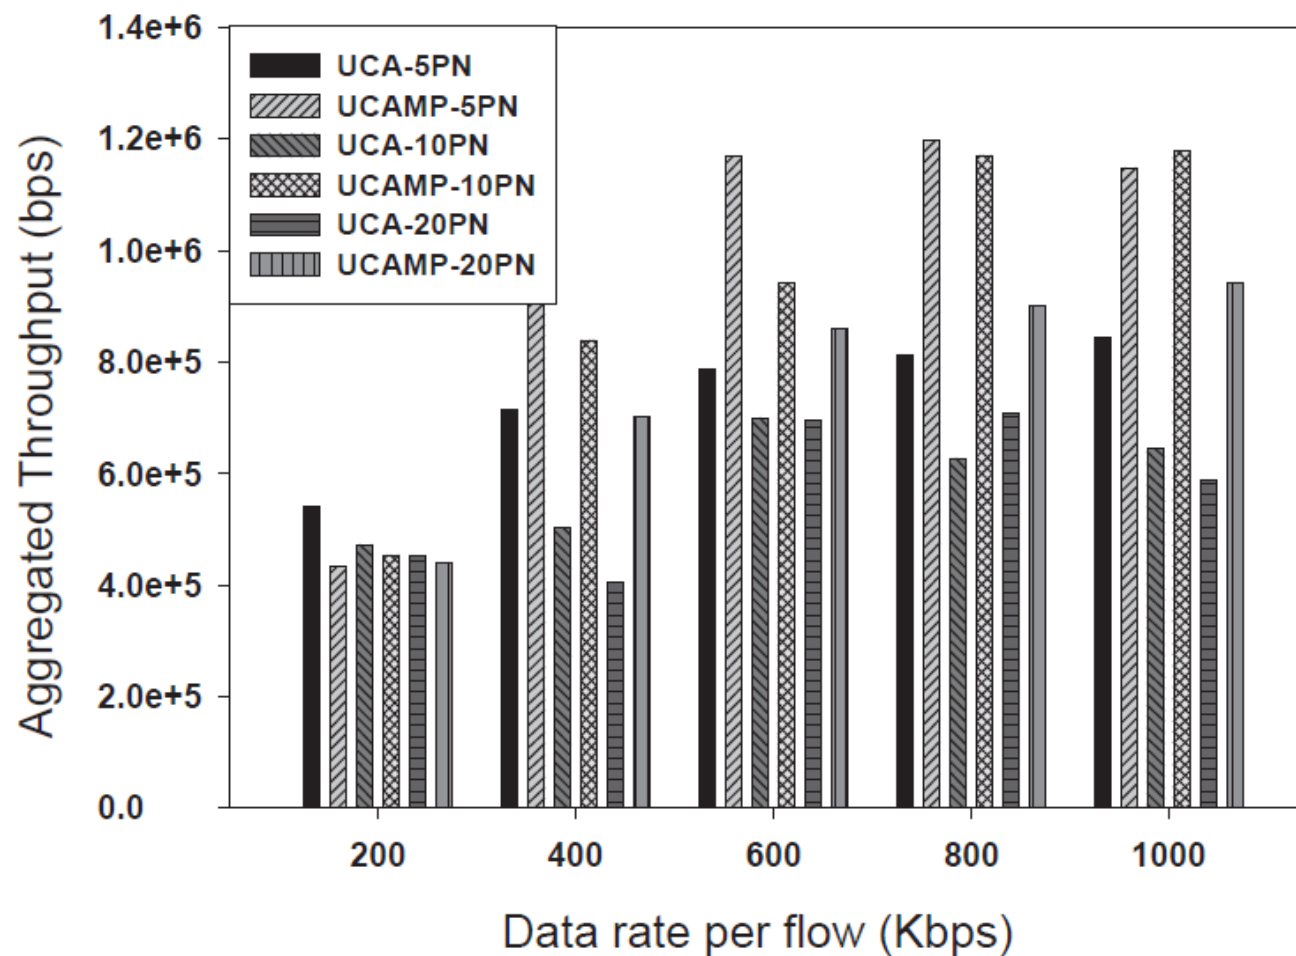 1.4e+6
1.2e+6
1.0e+6
8.0e+5
6.0e+5
4.0e+5
2.0e+5
0.0
Aggregated Throughput (bps)
UCA-5PN
UCAMP-5PN
UCA-10PN
UCAMP-10PN
UCA-20PN
UCAMP-20PN
200 400 600 800 1000
Data rate per flow (Kbps)